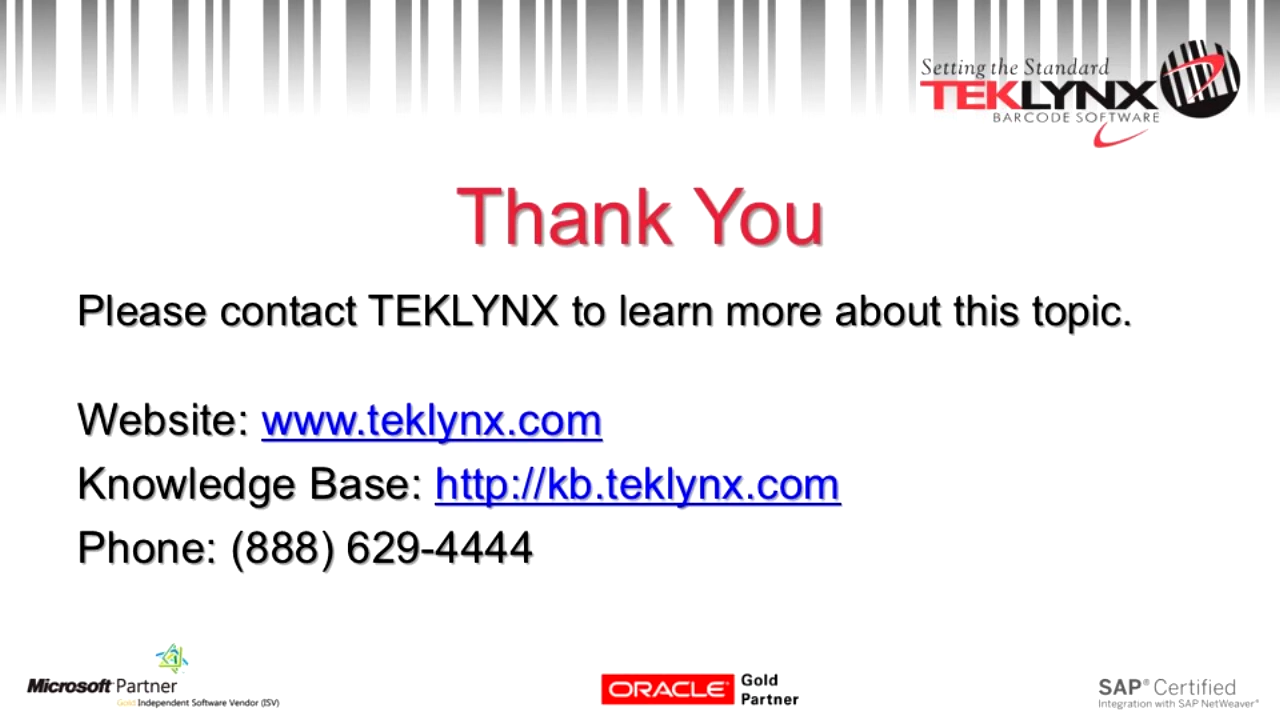 Setting the Standard
TEKLYNX
BARCODE SOFTWARE
Thank You
Please contact TEKLYNX to learn more about this topic.
Website: www.teklynx.com
Knowledge Base: http://kb.teklynx.com
Phone: (888) 629-4444
Microsoft Partner
Gold Independent Software Vendor (ISV)
ORACLE Gold
Partner
SAP® Certified
Integration with SAP NetWeaver®